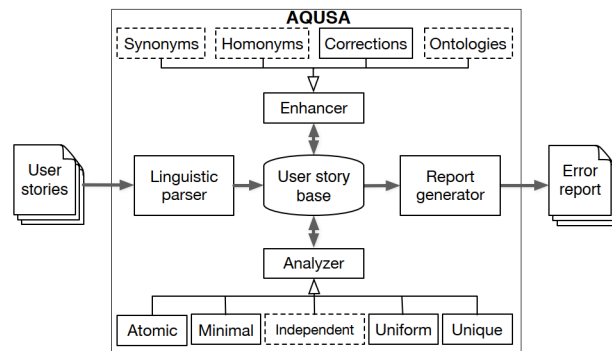 AQUSA
Synonyms Homonyms Corrections Ontologies
Enhancer
User
stories
Linguistic
parser
User story
base
Report
generator
Error
report
Analyzer
Atomic Minimal Independent Uniform Unique